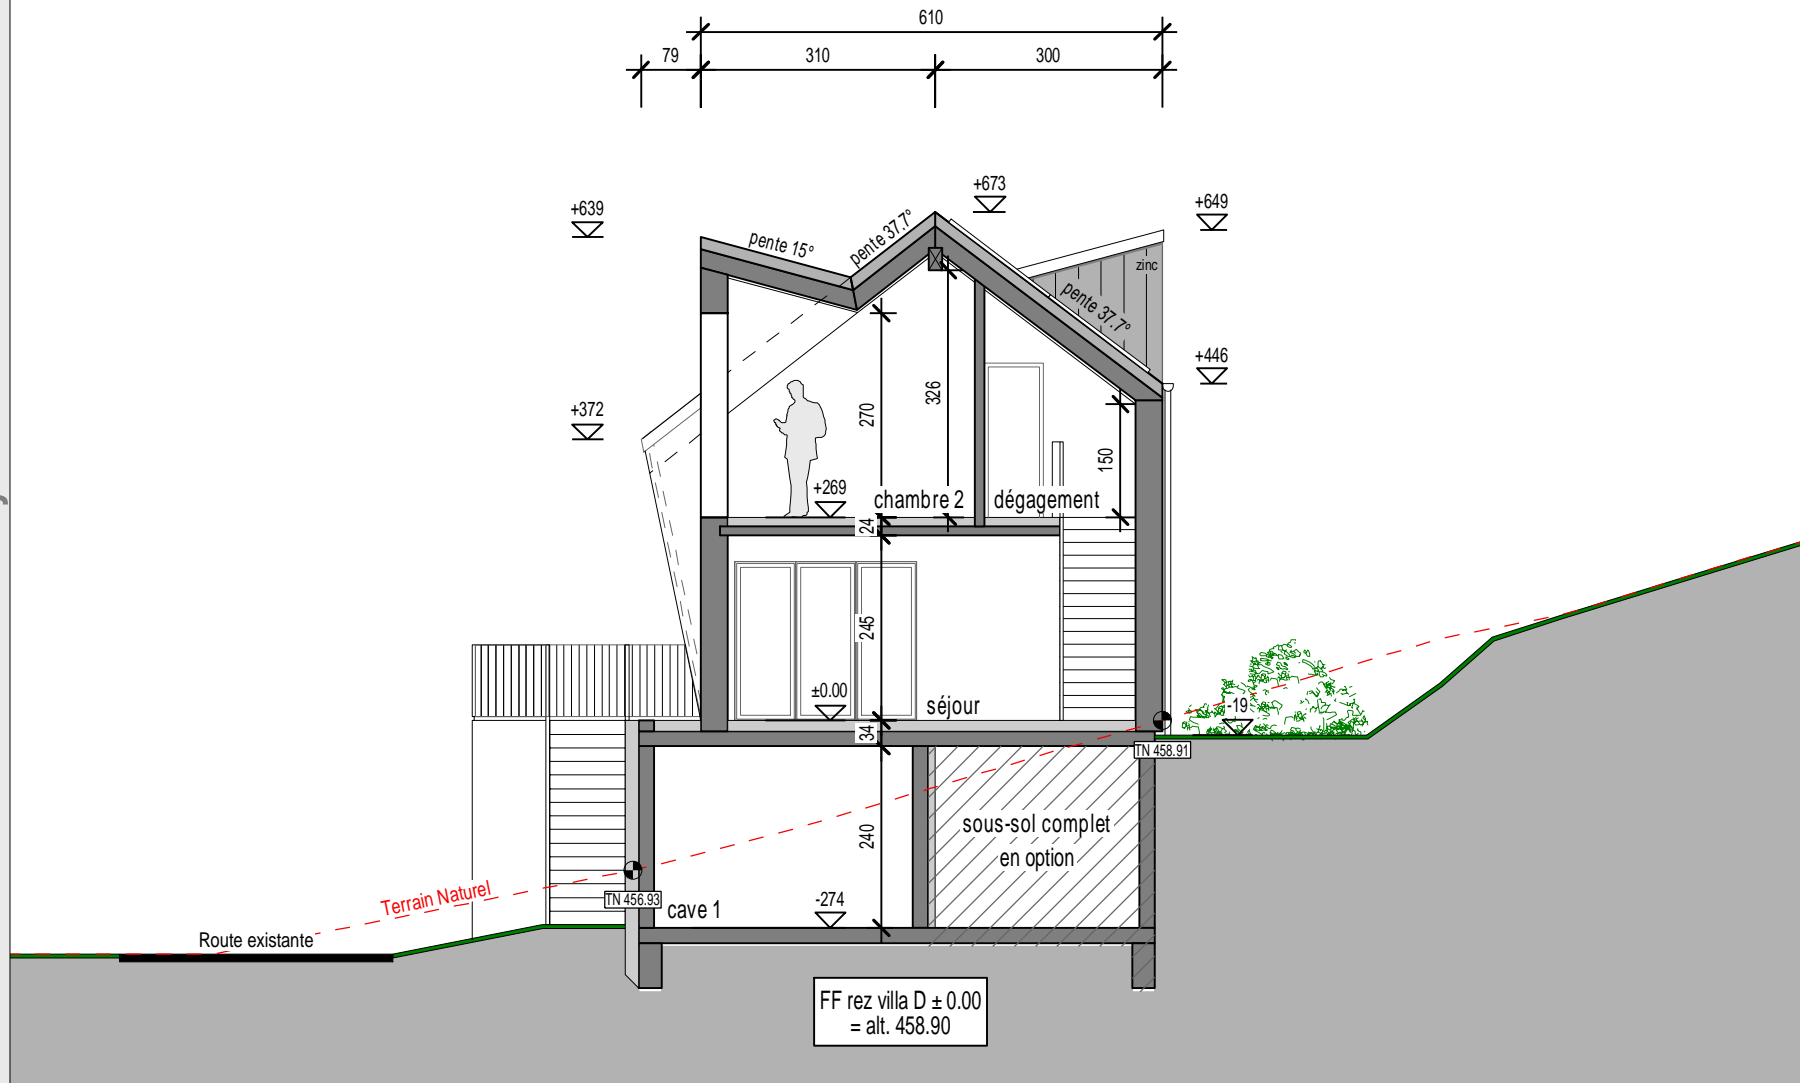 610
79
310
300
+673
+639
+649
pente 15°
pente 37.7°
zinc
pente 37.7°
+446
+372
326
270
150
+269
chambre 2
dégagement
24
245
±0.00
séjour
-19
34
TN 458.91
240
sous-sol complet
en option
Terrain Naturel
TN 456.93
cave 1
-274
Route existante
FF rez villa D ± 0.00
= alt. 458.90